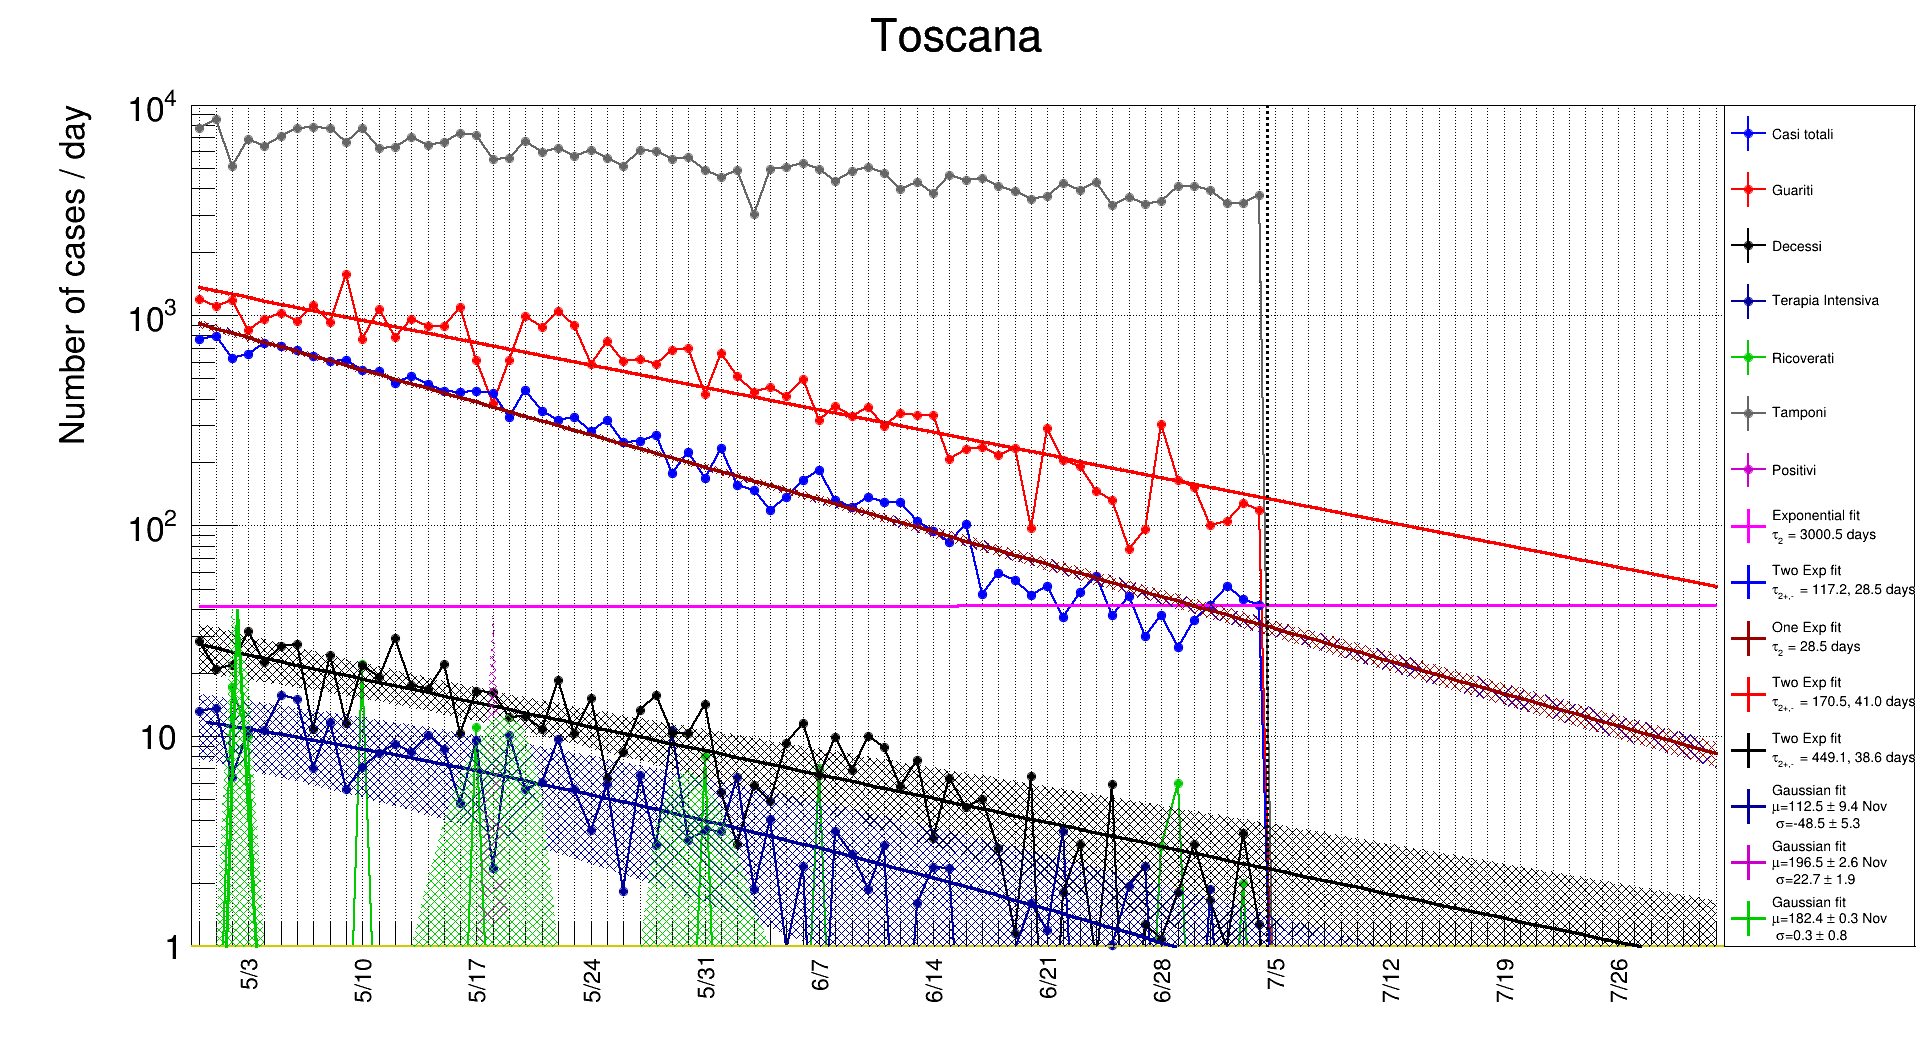 Toscana
Number of cases / day
10^4
10^3
10^2
10
1
5/3 5/10 5/17 5/24 5/31 6/7 6/14 6/21 6/28 7/5 7/12 7/19 7/26
Casi totali
Guariti
Decessi
Terapia Intensiva
Ricoverati
Tamponi
Positivi
Exponential fit
τ2 = 3000.5 days
Two Exp fit
τ2+,- = 117.2, 28.5 days
One Exp fit
τ2 = 28.5 days
Two Exp fit
τ2+,- = 170.5, 41.0 days
Two Exp fit
τ2+,- = 449.1, 38.6 days
Gaussian fit
μ=112.5 ± 9.4 Nov
σ=-48.5 ± 5.3
Gaussian fit
μ=196.5 ± 2.6 Nov
σ=22.7 ± 1.9
Gaussian fit
μ=182.4 ± 0.3 Nov
σ=0.3 ± 0.8